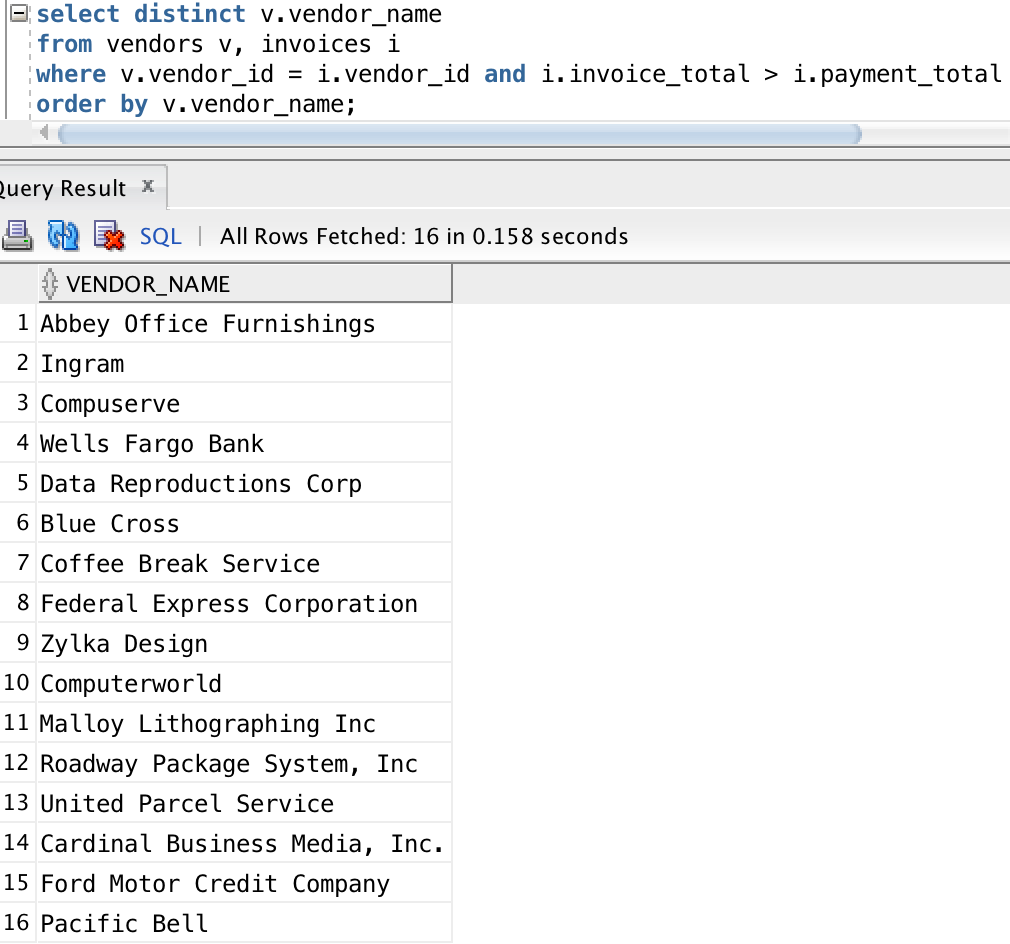 select distinct v.vendor_name
from vendors v, invoices i
where v.vendor_id = i.vendor_id and i.invoice_total > i.payment_total
order by v.vendor_name;
Query Result x
SQL | All Rows Fetched: 16 in 0.158 seconds
VENDOR_NAME
1 Abbey Office Furnishings
2 Ingram
3 Compuserve
4 Wells Fargo Bank
5 Data Reproductions Corp
6 Blue Cross
7 Coffee Break Service
8 Federal Express Corporation
9 Zylka Design
10 Computerworld
11 Malloy Lithographing Inc
12 Roadway Package System, Inc
13 United Parcel Service
14 Cardinal Business Media, Inc.
15 Ford Motor Credit Company
16 Pacific Bell